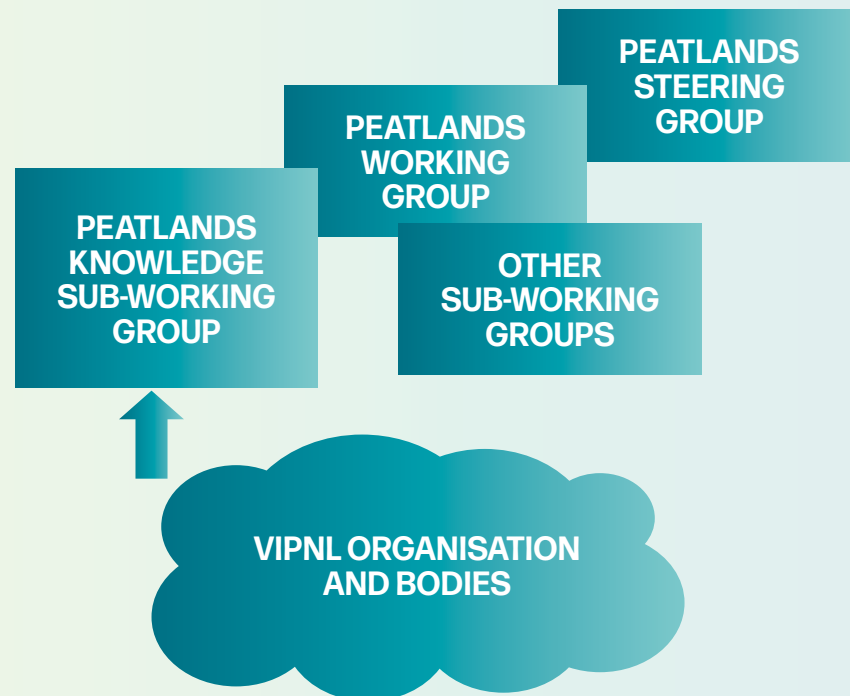 PEATLANDS
STEERING
GROUP
PEATLANDS
WORKING
GROUP
PEATLANDS
KNOWLEDGE
SUB-WORKING
GROUP
OTHER
SUB-WORKING
GROUPS
VIPNL ORGANISATION
AND BODIES